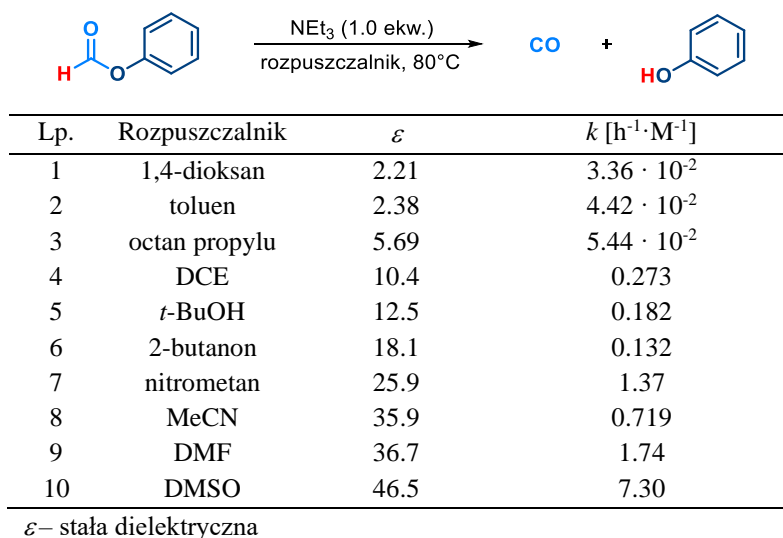 NEt₃ (1.0 ekw.)
rozpuszczalnik, 80°C
H O O CO + HO
Lp. Rozpuszczalnik ε k [h⁻¹·M⁻¹]
1 1,4-dioksan 2.21 3.36 · 10⁻²
2 toluen 2.38 4.42 · 10⁻²
3 octan propylu 5.69 5.44 · 10⁻²
4 DCE 10.4 0.273
5 t-BuOH 12.5 0.182
6 2-butanon 18.1 0.132
7 nitrometan 25.9 1.37
8 MeCN 35.9 0.719
9 DMF 36.7 1.74
10 DMSO 46.5 7.30
ε – stała dielektryczna